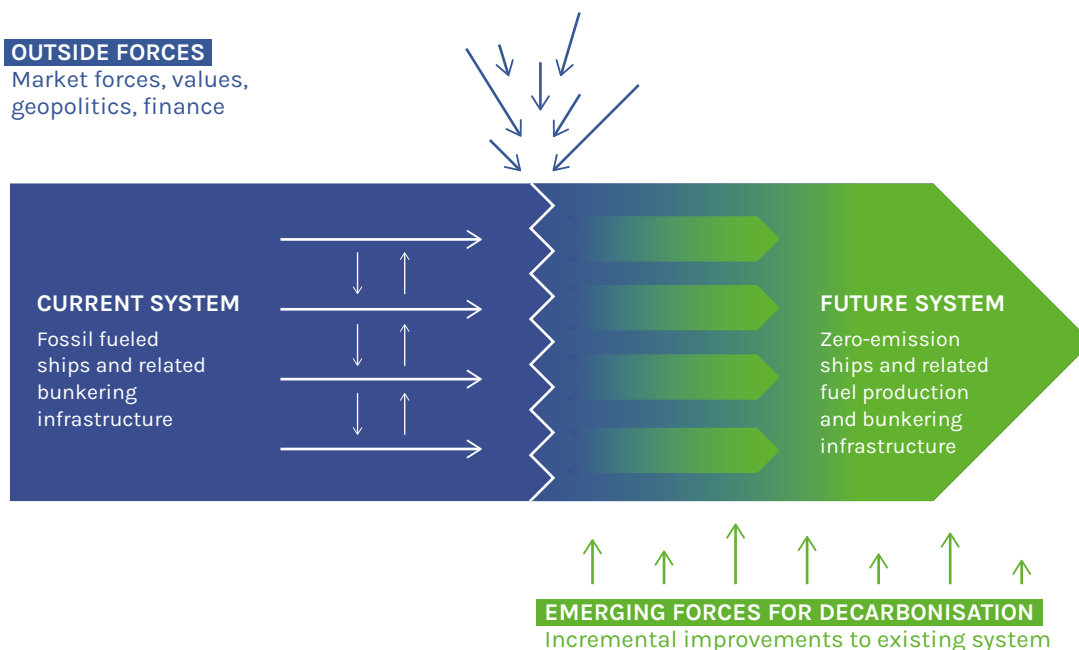 OUTSIDE FORCES
Market forces, values,
geopolitics, finance
CURRENT SYSTEM
Fossil fueled
ships and related
bunkering
infrastructure
FUTURE SYSTEM
Zero-emission
ships and related
fuel production
and bunkering
infrastructure
EMERGING FORCES FOR DECARBONISATION
Incremental improvements to existing system